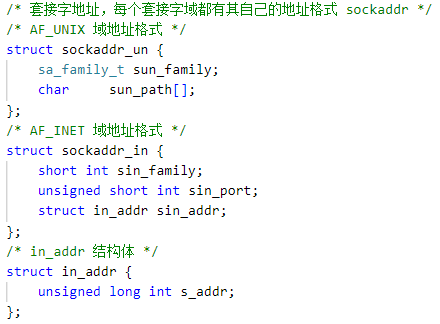 /* 套接字地址，每个套接字域都有其自己的地址格式 sockaddr */
/* AF_UNIX 域地址格式 */
struct sockaddr_un {
    sa_family_t sun_family;
    char     sun_path[];
};
/* AF_INET 域地址格式 */
struct sockaddr_in {
    short int sin_family;
    unsigned short int sin_port;
    struct in_addr sin_addr;
};
/* in_addr 结构体 */
struct in_addr {
    unsigned long int s_addr;
};